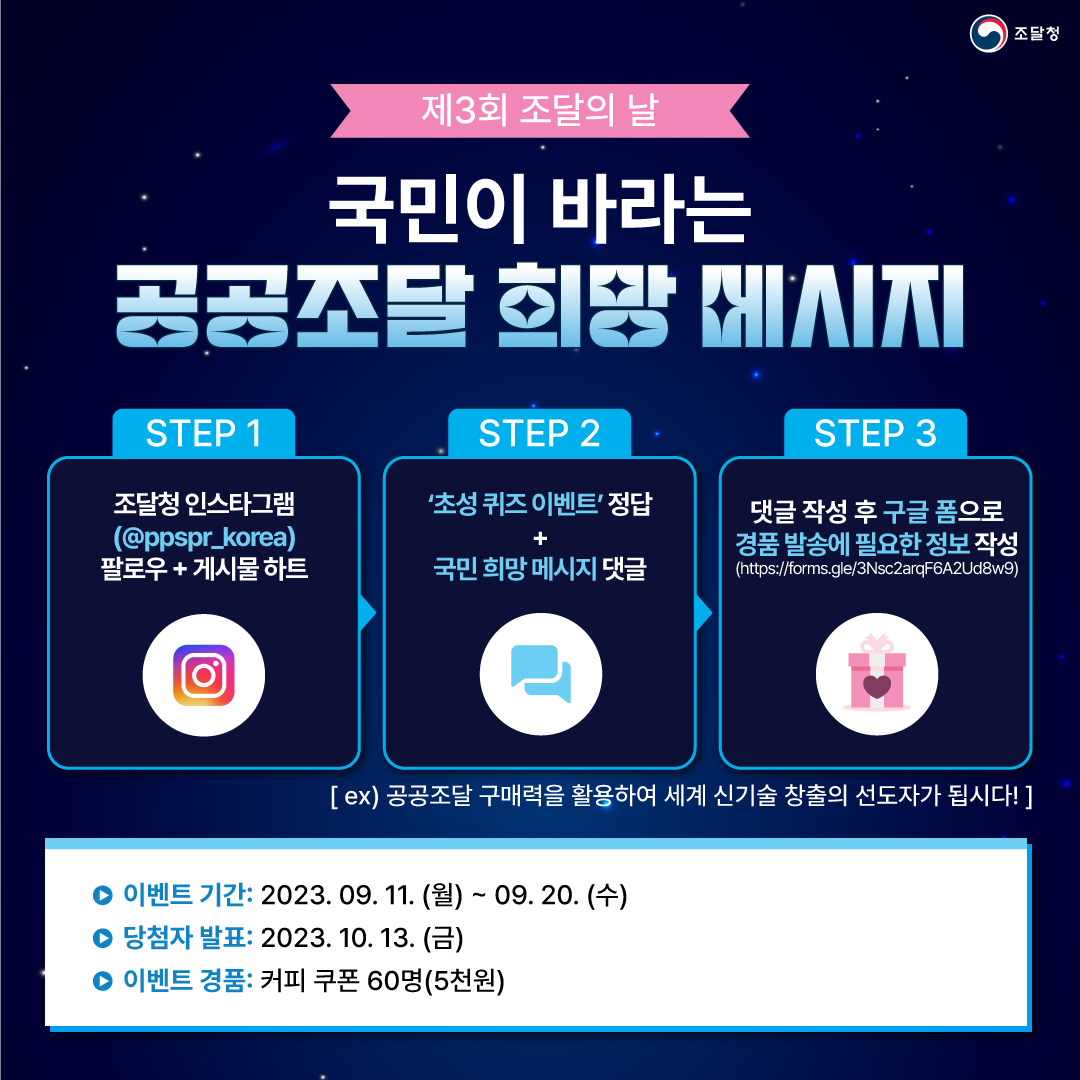 조달청
제3회 조달의 날
국민이 바라는
공공조달 희망 메시지
STEP 1
조달청 인스타그램
(@ppspr_korea)
팔로우 + 게시물 하트
STEP 2
‘초성 퀴즈 이벤트’ 정답
+
국민 희망 메시지 댓글
STEP 3
댓글 작성 후 구글 폼으로
경품 발송에 필요한 정보 작성
(https://forms.gle/3Nsc2arqF6A2Ud8w9)
[ ex) 공공조달 구매력을 활용하여 세계 신기술 창출의 선도자가 됩시다! ]
이벤트 기간: 2023. 09. 11. (월) ~ 09. 20. (수)
당첨자 발표: 2023. 10. 13. (금)
이벤트 경품: 커피 쿠폰 60명(5천원)